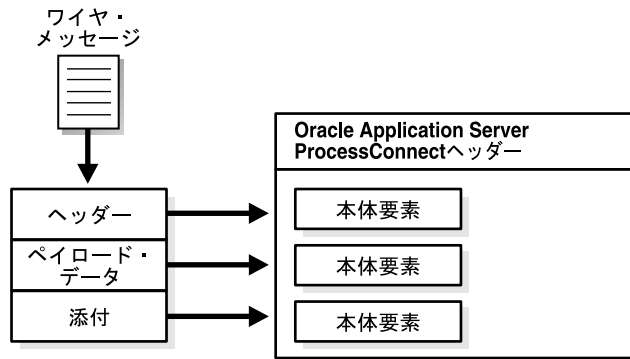 ワイヤ・
メッセージ
Oracle Application Server
ProcessConnectヘッダー
ヘッダー
本体要素
ペイロード・
データ
本体要素
添付
本体要素